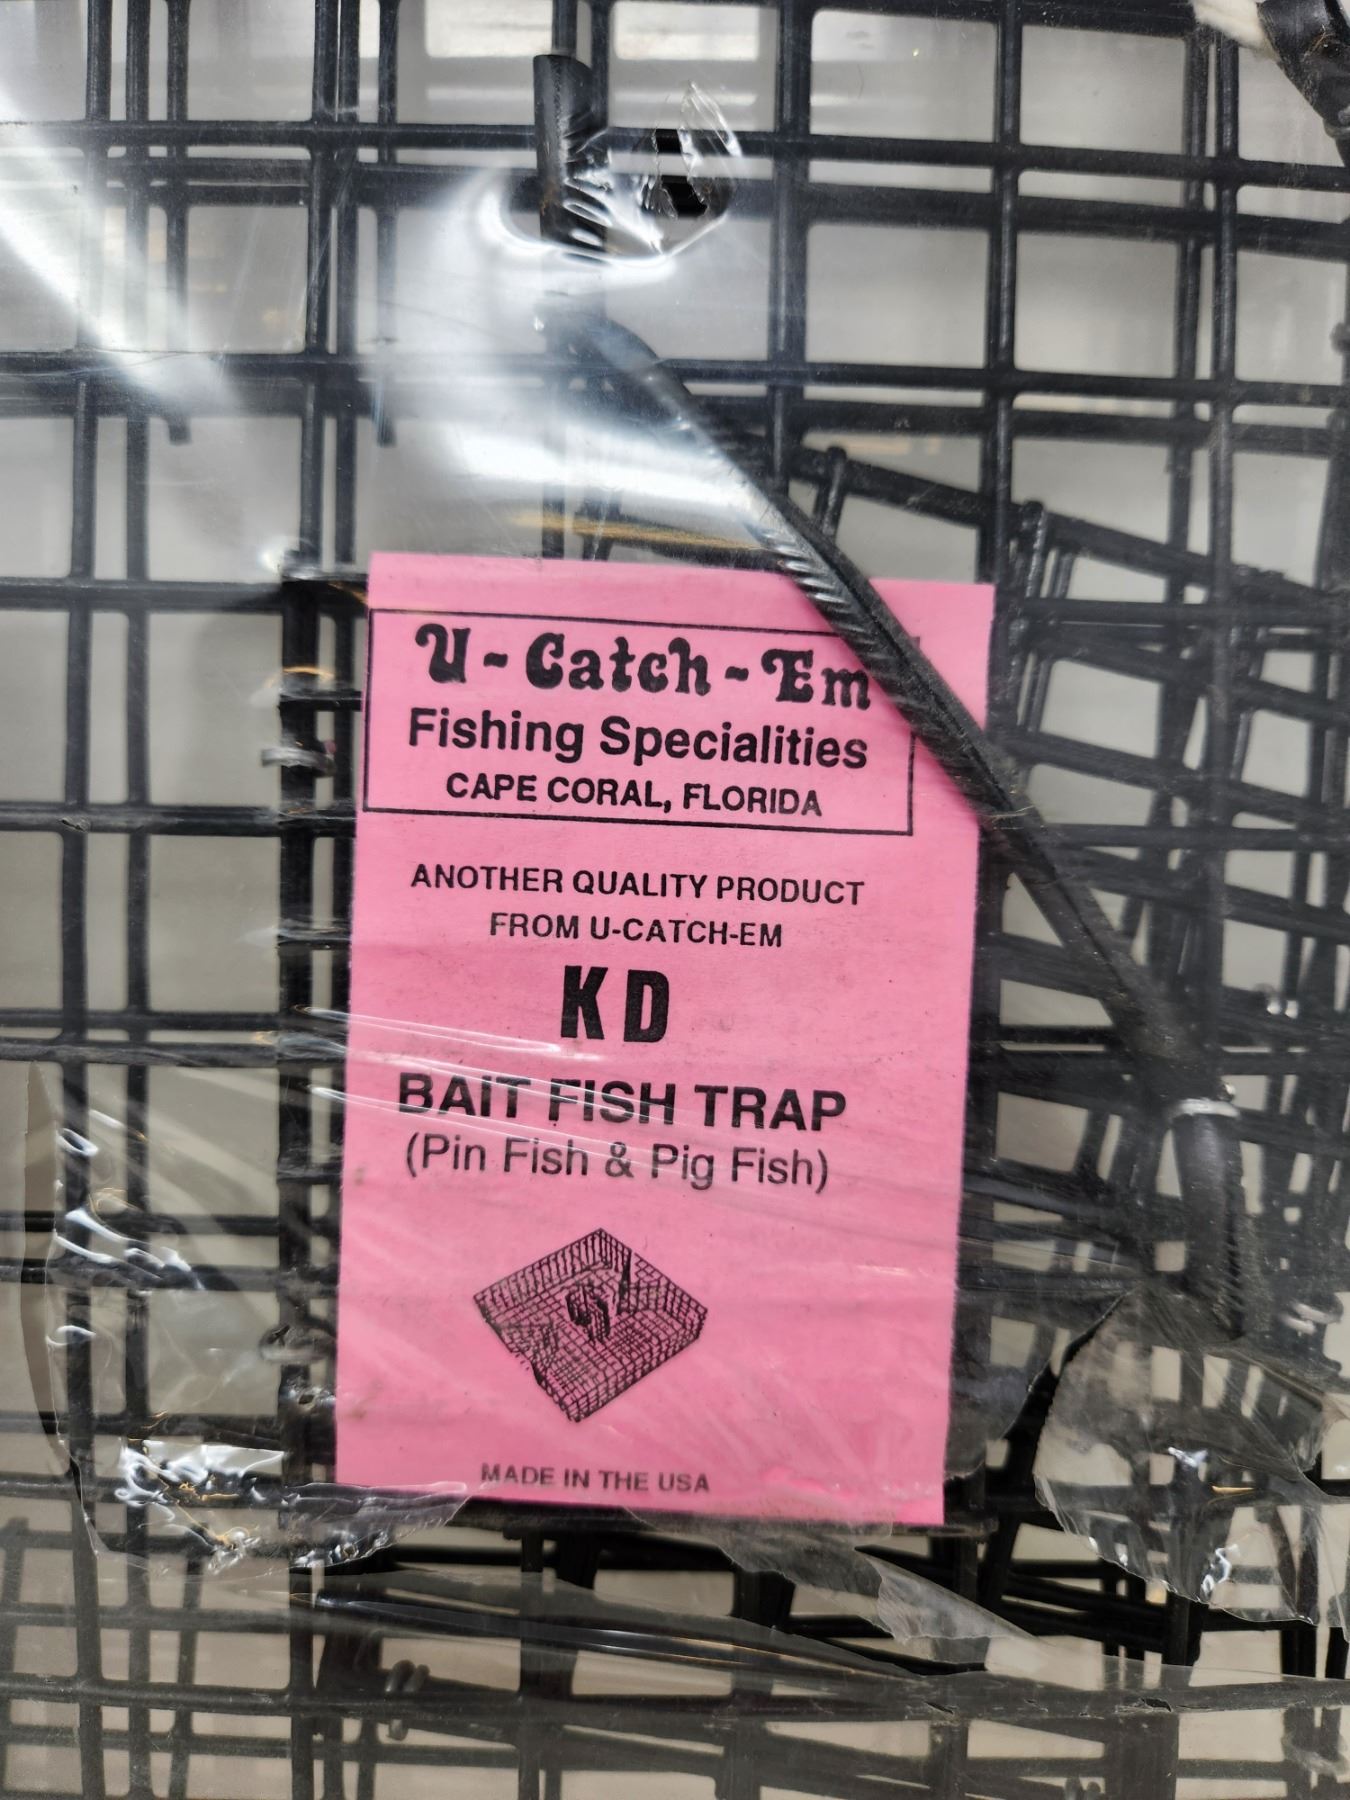 U-Catch-Em
Fishing Specialities
CAPE CORAL, FLORIDA
ANOTHER QUALITY PRODUCT
FROM U-CATCH-EM
KD
BAIT FISH TRAP
(Pin Fish & Pig Fish)
MADE IN THE USA